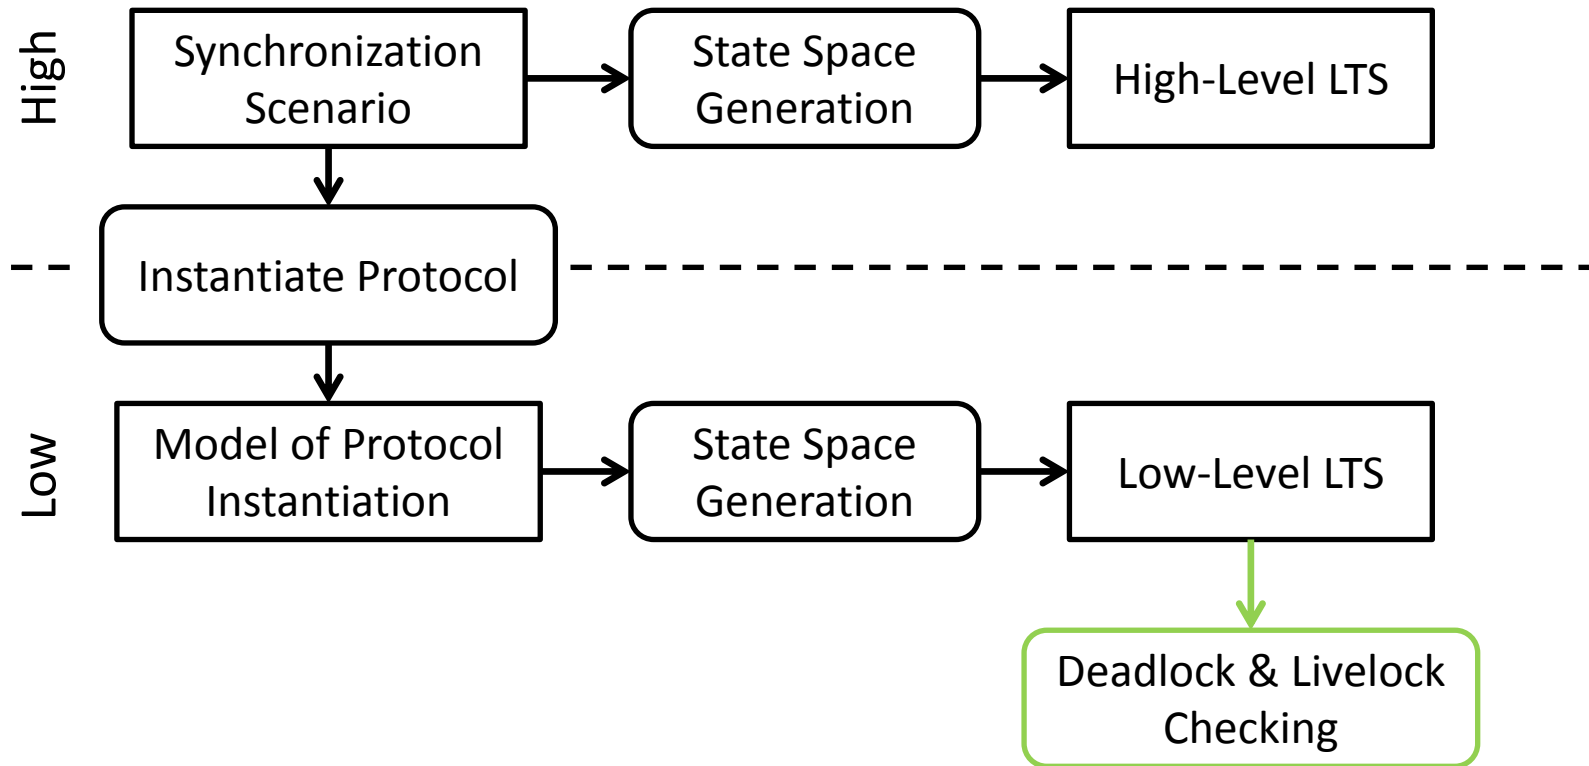 High
Synchronization
Scenario
State Space
Generation
High-Level LTS
Instantiate Protocol
Low
Model of Protocol
Instantiation
State Space
Generation
Low-Level LTS
Deadlock & Livelock
Checking